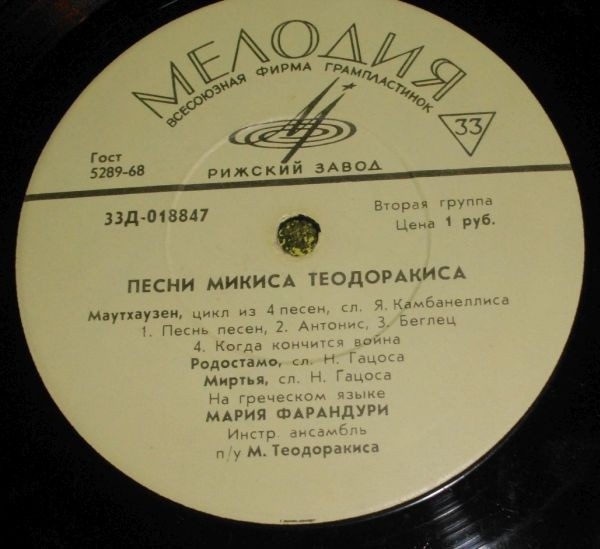 МЕЛОДИЯ
ВСЕСОЮЗНАЯ ФИРМА ГРАМПЛАСТИНОК
33
Гост
5289-68
РИЖСКИЙ ЗАВОД
33Д-018847
Вторая группа
Цена 1 руб.
ПЕСНИ МИКИСА ТЕОДОРАКИСА
Маутхаузен, цикл из 4 песен, сл. Я. Камбанеллиса
1. Песнь песен, 2. Антонис, 3. Беглец
4. Когда кончится война
Родостамо, сл. Н. Гацоса
Миртья, сл. Н. Гацоса
На греческом языке
МАРИЯ ФАРАНДУРИ
Инстр. ансамбль
п/у М. Теодоракиса